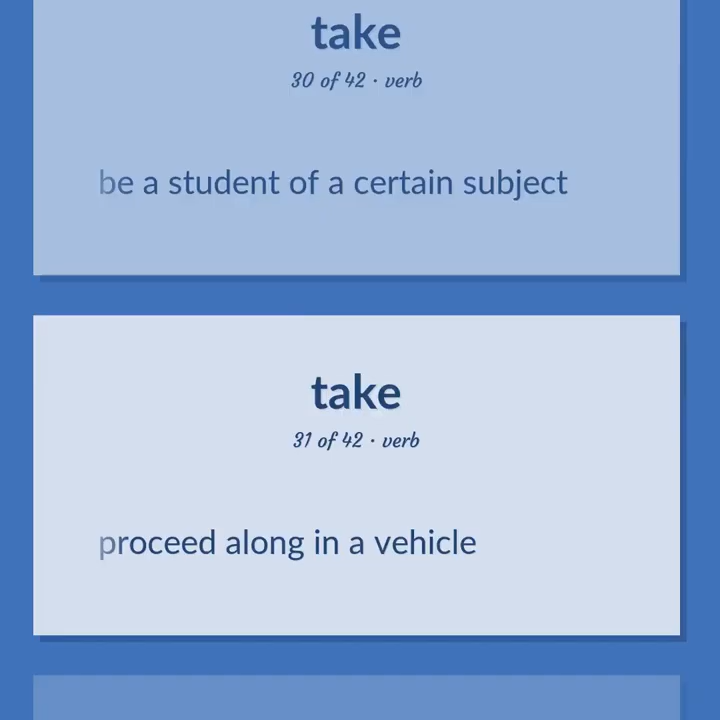 take
30 of 42 · verb
be a student of a certain subject
take
31 of 42 · verb
proceed along in a vehicle